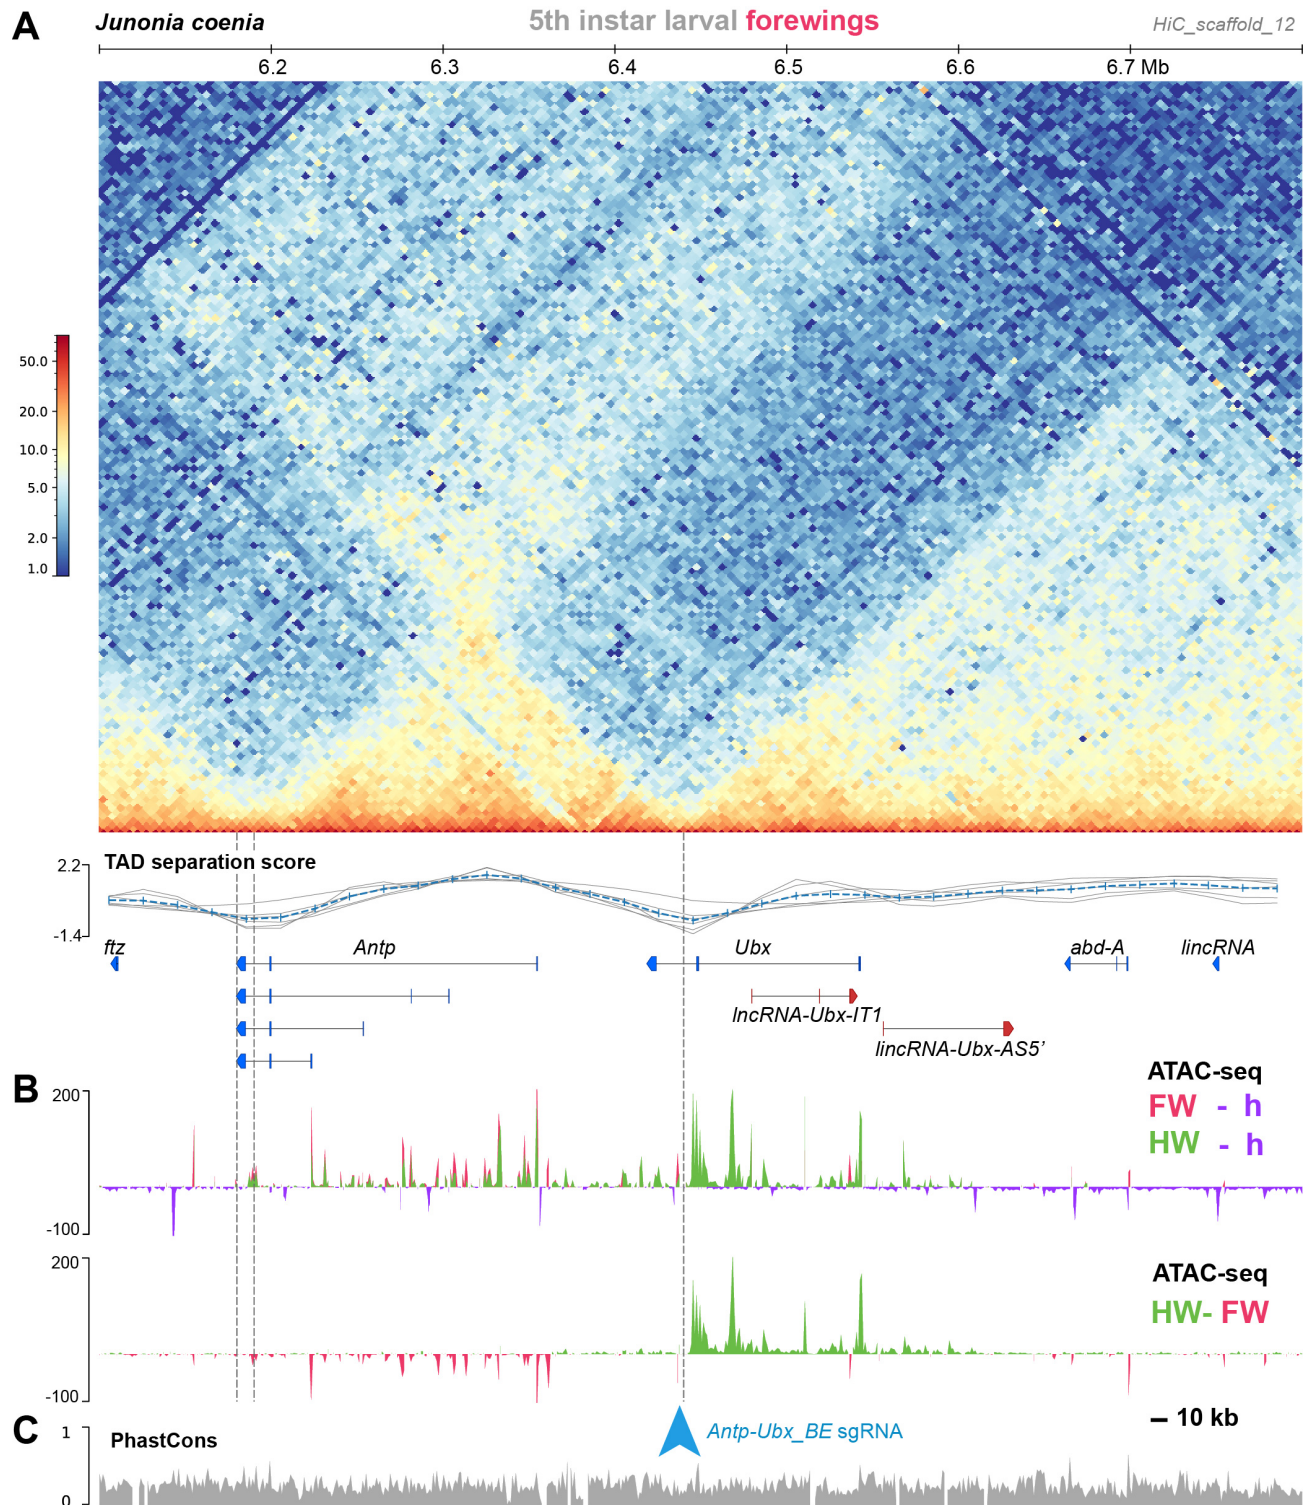 A
Junonia coenia
5th instar larval forewings
HiC_scaffold_12
6.2 6.3 6.4 6.5 6.6 6.7 Mb
50.0
20.0
10.0
5.0
2.0
1.0
2.2
TAD separation score
-1.4
ftz Antp Ubx abd-A lincRNA
lncRNA-Ubx-IT1
lincRNA-Ubx-AS5’
B
200
-100
ATAC-seq
FW - h
HW - h
200
-100
ATAC-seq
HW- FW
10 kb
C
1
0
PhastCons
Antp-Ubx_BE sgRNA